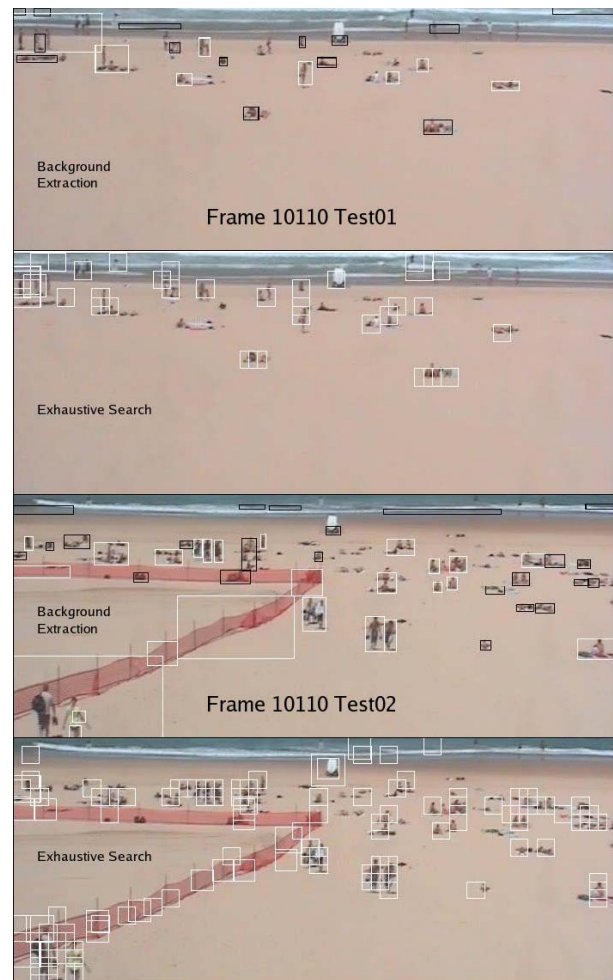 Background
Extraction
Frame 10110 Test01
Exhaustive Search
Background
Extraction
Frame 10110 Test02
Exhaustive Search